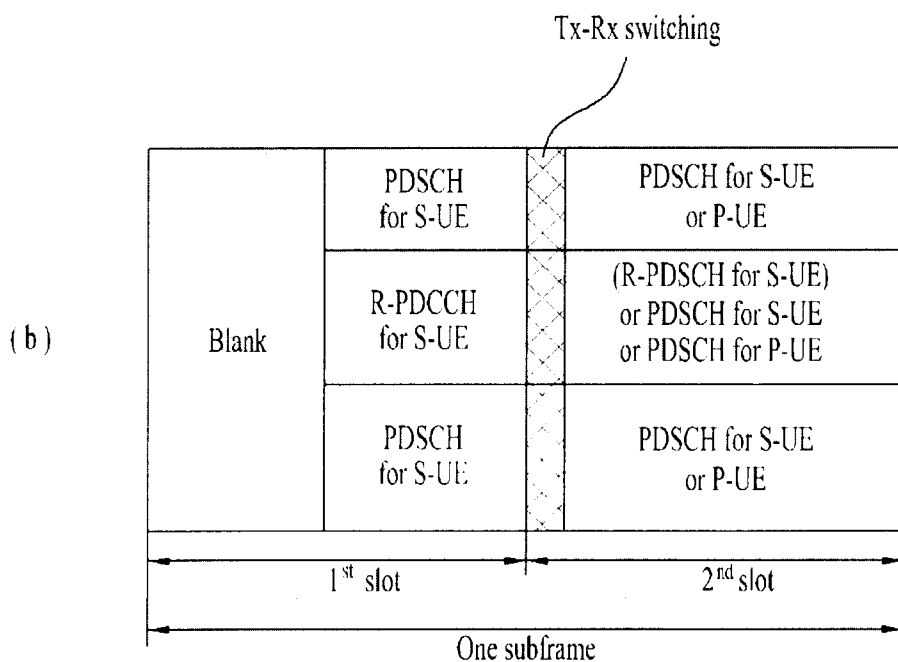 Tx-Rx switching
(b)
Blank
PDSCH
for S-UE
R-PDCCH
for S-UE
PDSCH
for S-UE
PDSCH for S-UE
or P-UE
(R-PDSCH for S-UE)
or PDSCH for S-UE
or PDSCH for P-UE
PDSCH for S-UE
or P-UE
1st slot
2nd slot
One subframe